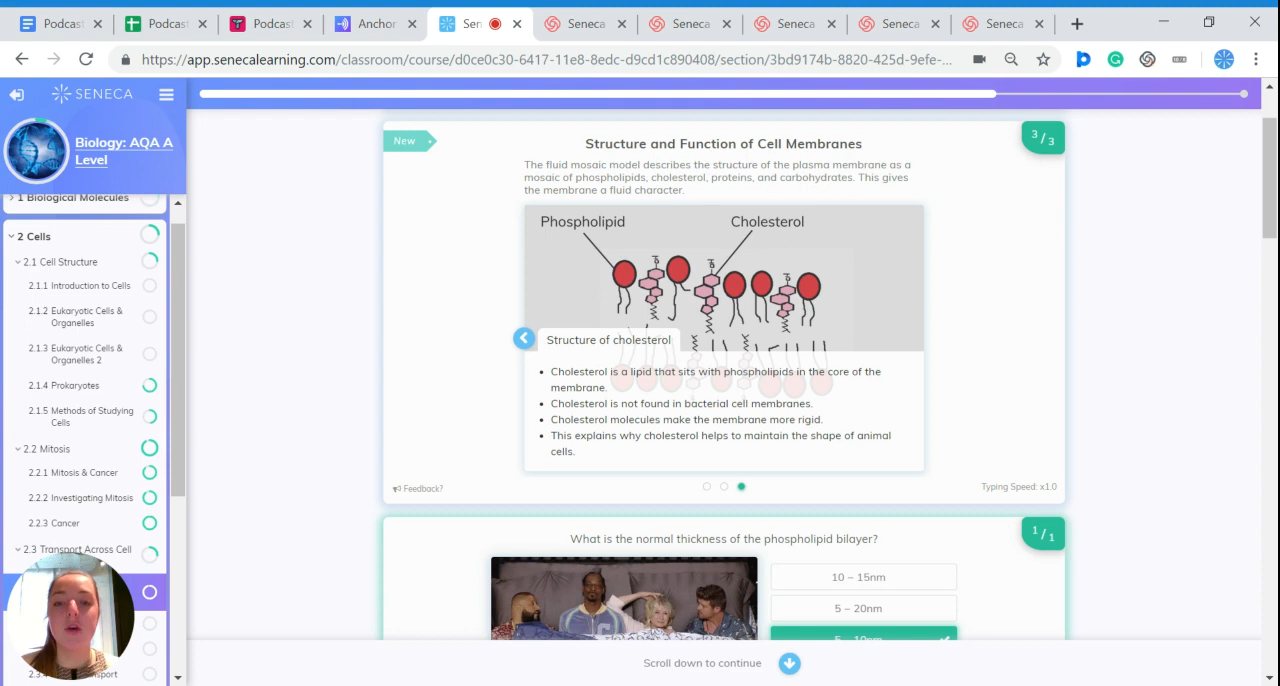 Podcast
Podcast
Podcast
Anchor
Sen
Seneca
Seneca
Seneca
Seneca
Seneca
https://app.senecalearning.com/classroom/course/d0ce0c30-6417-11e8-8edc-d9cd1c890408/section/3bd9174b-8820-425d-9efe-...
SENECA
Biology: AQA A
Level
1 Biological Molecules
2 Cells
2.1 Cell Structure
2.1.1 Introduction to Cells
2.1.2 Eukaryotic Cells &
Organelles
2.1.3 Eukaryotic Cells &
Organelles 2
2.1.4 Prokaryotes
2.1.5 Methods of Studying
Cells
2.2 Mitosis
2.2.1 Mitosis & Cancer
2.2.2 Investigating Mitosis
2.2.3 Cancer
2.3 Transport Across Cell
New
3/3
Structure and Function of Cell Membranes
The fluid mosaic model describes the structure of the plasma membrane as a
mosaic of phospholipids, cholesterol, proteins, and carbohydrates. This gives
the membrane a fluid character.
Phospholipid
Cholesterol
Structure of cholesterol
• Cholesterol is a lipid that sits with phospholipids in the core of the
membrane.
• Cholesterol is not found in bacterial cell membranes.
• Cholesterol molecules make the membrane more rigid.
• This explains why cholesterol helps to maintain the shape of animal
cells.
Feedback?
Typing Speed: x1.0
1/1
What is the normal thickness of the phospholipid bilayer?
10 – 15nm
5 – 20nm
5 – 10nm
Scroll down to continue